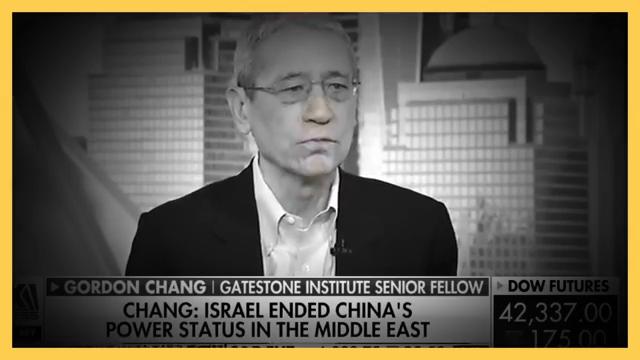 GORDON CHANG | GATESTONE INSTITUTE SENIOR FELLOW
DOW FUTURES
CHANG: ISRAEL ENDED CHINA'S
POWER STATUS IN THE MIDDLE EAST
42,337.00
175.00